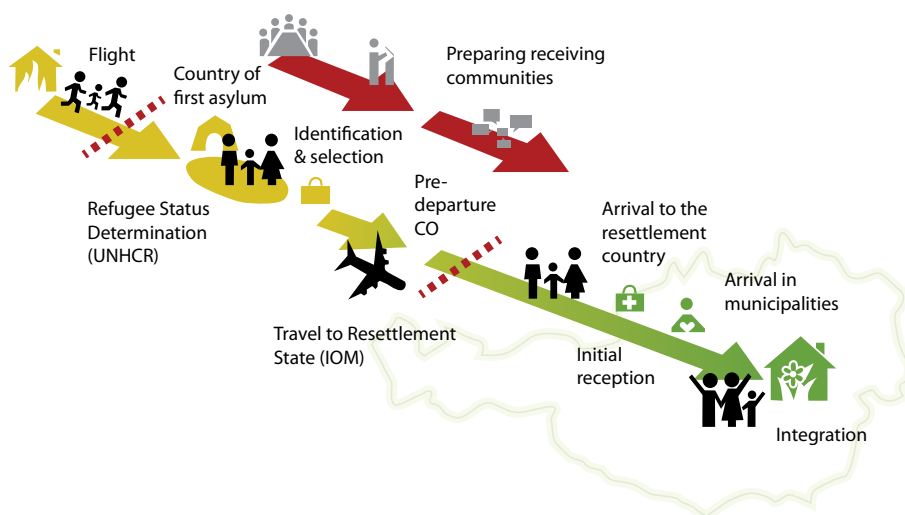 Flight
Country of
first asylum
Preparing receiving
communities
Identification
& selection
Refugee Status
Determination
(UNHCR)
Pre-
departure
CO
Travel to Resettlement
State (IOM)
Arrival to the
resettlement
country
Arrival in
municipalities
Initial
reception
Integration